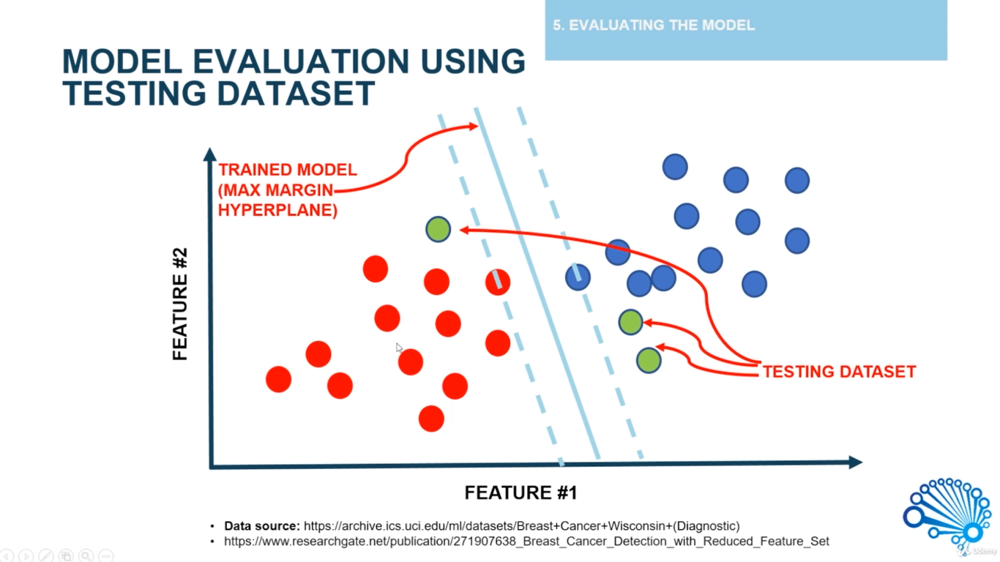 5. EVALUATING THE MODEL
MODEL EVALUATION USING
TESTING DATASET
TRAINED MODEL
(MAX MARGIN
HYPERPLANE)
FEATURE #2
TESTING DATASET
FEATURE #1
• Data source: https://archive.ics.uci.edu/ml/datasets/Breast+Cancer+Wisconsin+(Diagnostic)
• https://www.researchgate.net/publication/271907638_Breast_Cancer_Detection_with_Reduced_Feature_Set
Udemy